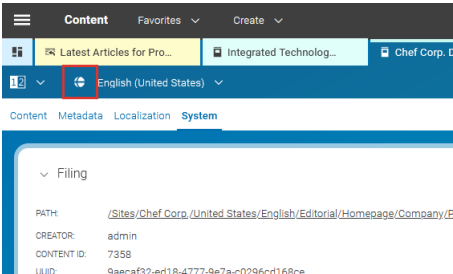 Content Favorites Create
Latest Articles for Pro... Integrated Technolog... Chef Corp. D
12 English (United States)
Content Metadata Localization System
Filing
PATH: /Sites/Chef Corp./United States/English/Editorial/Homepage/Company/P
CREATOR: admin
CONTENT ID: 7358
UUID: 9aecaf32-ed18-4777-9e7a-c0296cd168ce